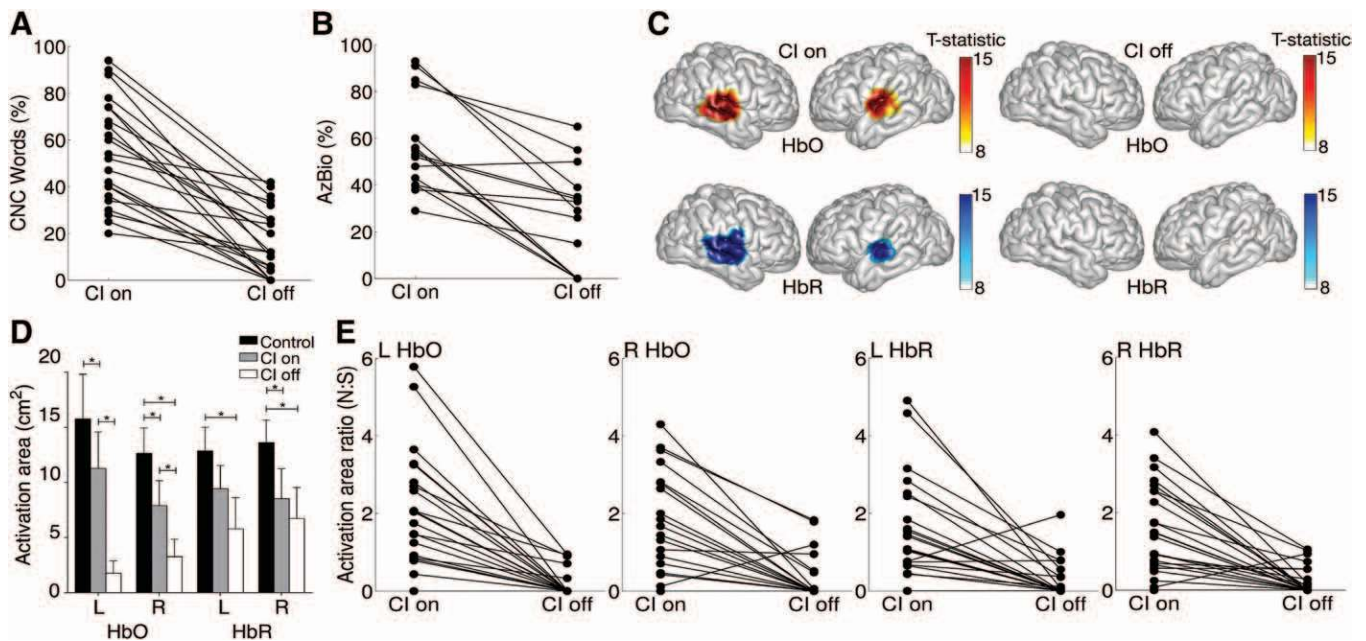 A
CNC Words (%)
100
80
60
40
20
0
CI on
CI off
B
AzBio (%)
100
80
60
40
20
0
CI on
CI off
C
CI on
T-statistic
15
8
HbO
CI off
T-statistic
15
8
HbO
15
8
HbR
15
8
HbR
D
Activation area (cm²)
20
15
10
5
0
Control
CI on
CI off
* * * * * * * *
L R L R
HbO HbR
E
Activation area ratio (N:S)
L HbO
6
4
2
0
CI on CI off
R HbO
6
4
2
0
CI on CI off
L HbR
6
4
2
0
CI on CI off
R HbR
6
4
2
0
CI on CI off